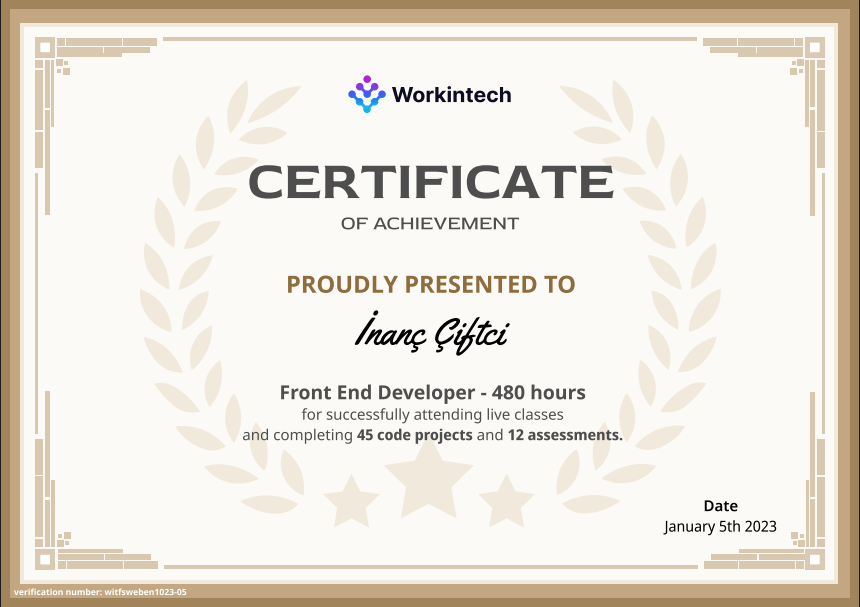 Workintech
CERTIFICATE
OF ACHIEVEMENT
PROUDLY PRESENTED TO
İnanç Çiftci
Front End Developer - 480 hours
for successfully attending live classes
and completing 45 code projects and 12 assessments.
Date
January 5th 2023
verification number: witfsweben1023-05